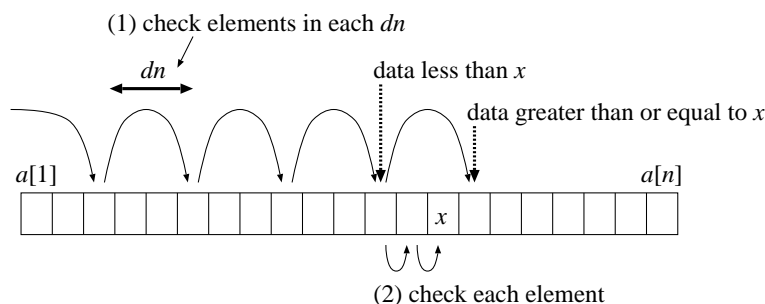 (1) check elements in each dn
dn
data less than x
data greater than or equal to x
a[1]
a[n]
x
(2) check each element